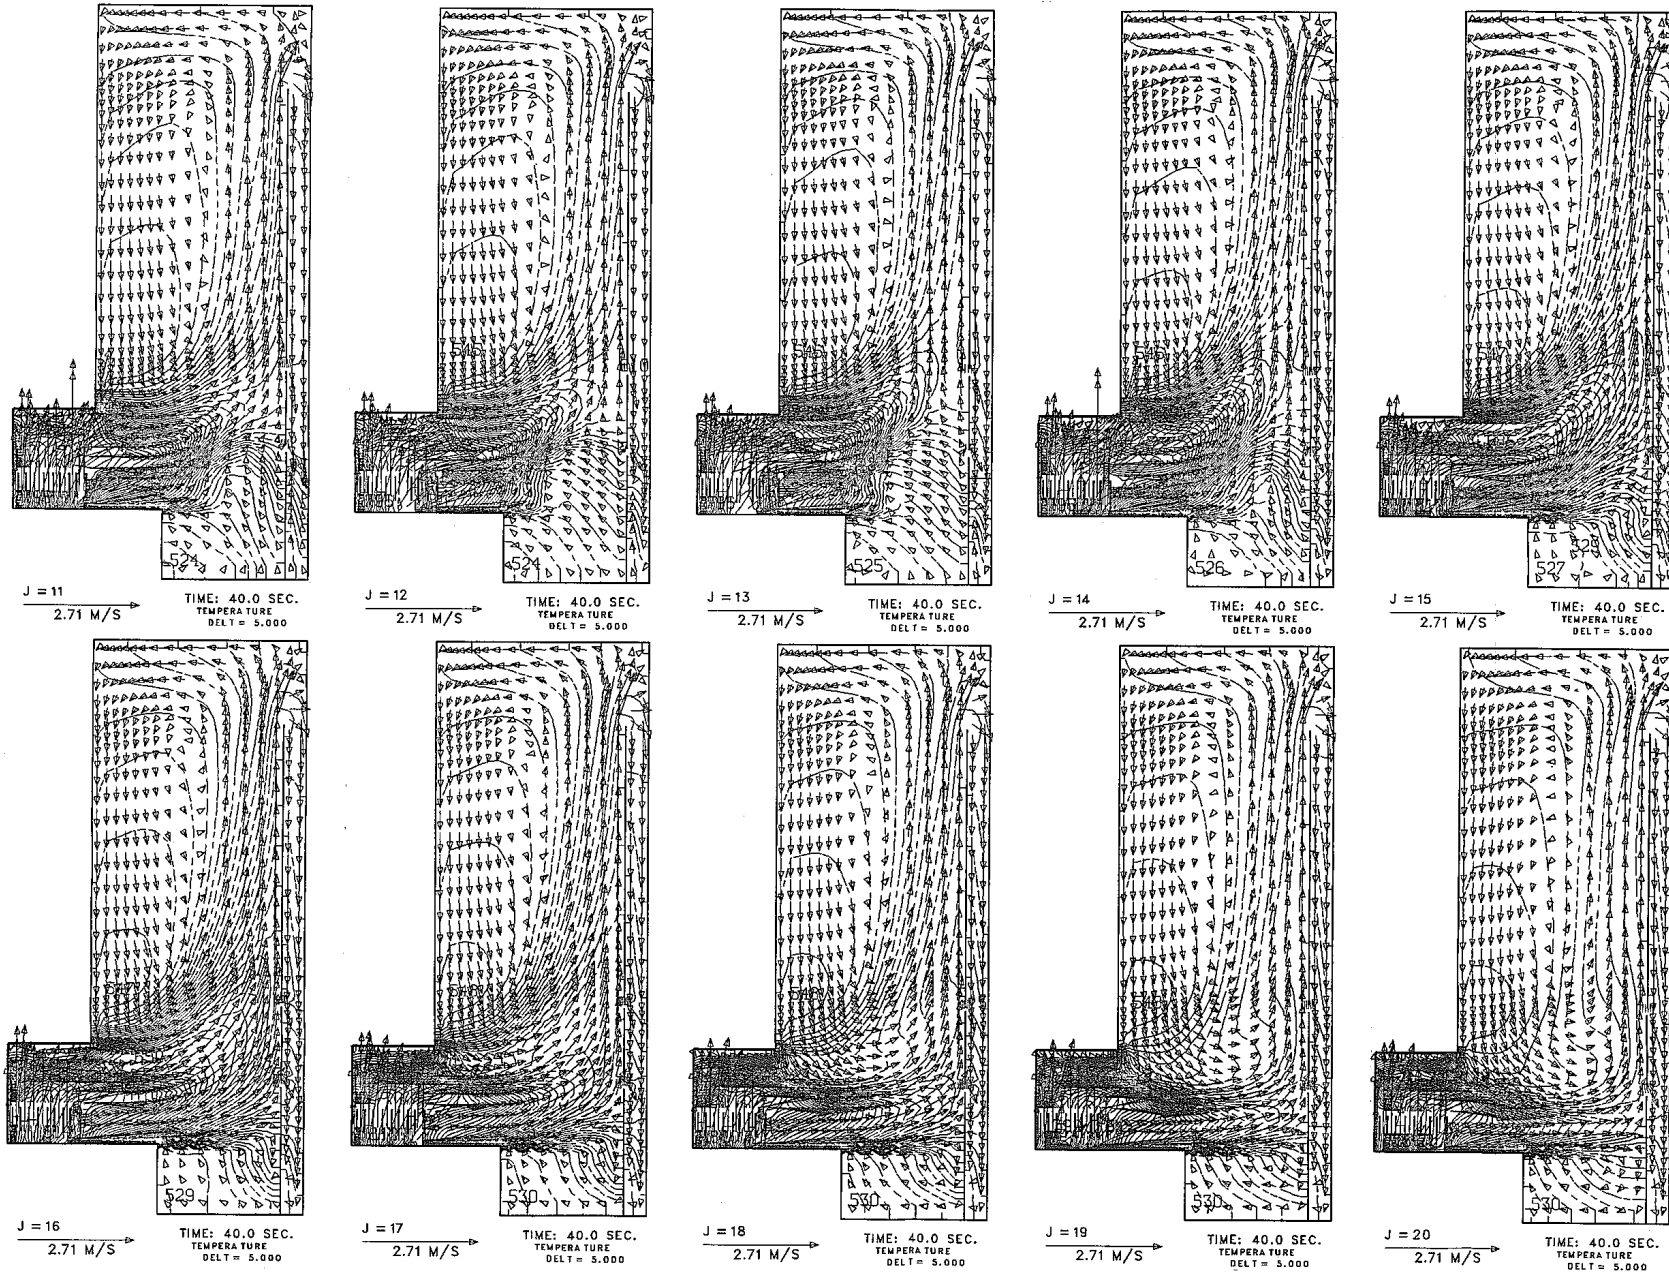 524
J = 11
2.71 M/S
TIME: 40.0 SEC.
TEMPERATURE
DELT = 5.000
545
524
J = 12
2.71 M/S
TIME: 40.0 SEC.
TEMPERATURE
DELT = 5.000
545
525
J = 13
2.71 M/S
TIME: 40.0 SEC.
TEMPERATURE
DELT = 5.000
526
J = 14
2.71 M/S
TIME: 40.0 SEC.
TEMPERATURE
DELT = 5.000
527
J = 15
2.71 M/S
TIME: 40.0 SEC.
TEMPERATURE
DELT = 5.000
529
J = 16
2.71 M/S
TIME: 40.0 SEC.
TEMPERATURE
DELT = 5.000
530
J = 17
2.71 M/S
TIME: 40.0 SEC.
TEMPERATURE
DELT = 5.000
530
J = 18
2.71 M/S
TIME: 40.0 SEC.
TEMPERATURE
DELT = 5.000
530
J = 19
2.71 M/S
TIME: 40.0 SEC.
TEMPERATURE
DELT = 5.000
530
J = 20
2.71 M/S
TIME: 40.0 SEC.
TEMPERATURE
DELT = 5.000